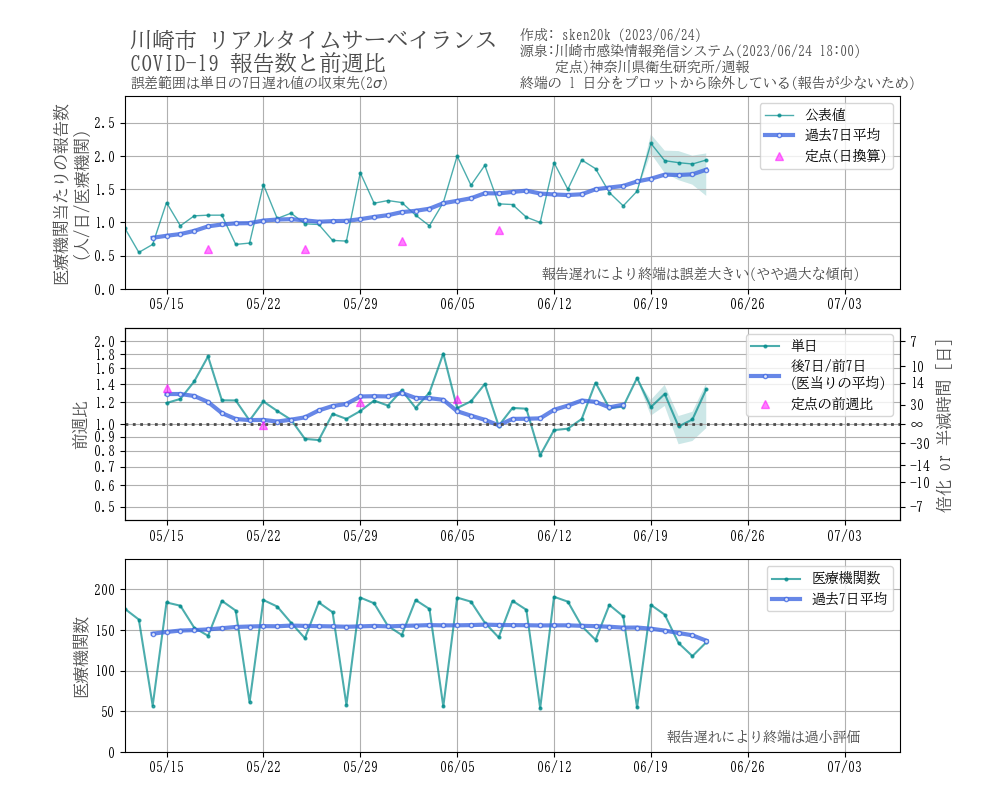 川崎市 リアルタイムサーベイランス
COVID-19 報告数と前週比
誤差範囲は単日の7日遅れ値の収束先(2σ)
作成: sken20k (2023/06/24)
源泉:川崎市感染情報発信システム(2023/06/24 18:00)
定点)神奈川県衛生研究所/週報
終端の 1 日分をプロットから除外している(報告が少ないため)
医療機関当たりの報告数
(人/日/医療機関)
2.5
2.0
1.5
1.0
0.5
0.0
公表値
過去7日平均
定点(日換算)
報告遅れにより終端は誤差大きい(やや過大な傾向)
05/15 05/22 05/29 06/05 06/12 06/19 06/26 07/03
前週比
2.0
1.8
1.6
1.4
1.2
1.0
0.9
0.8
0.7
0.6
0.5
単日
後7日/前7日
(医当りの平均)
定点の前週比
7
10
14
30
∞
-30
-14
-10
-7
倍化 or 半減時間 [日]
05/15 05/22 05/29 06/05 06/12 06/19 06/26 07/03
医療機関数
200
150
100
50
0
医療機関数
過去7日平均
報告遅れにより終端は過小評価
05/15 05/22 05/29 06/05 06/12 06/19 06/26 07/03